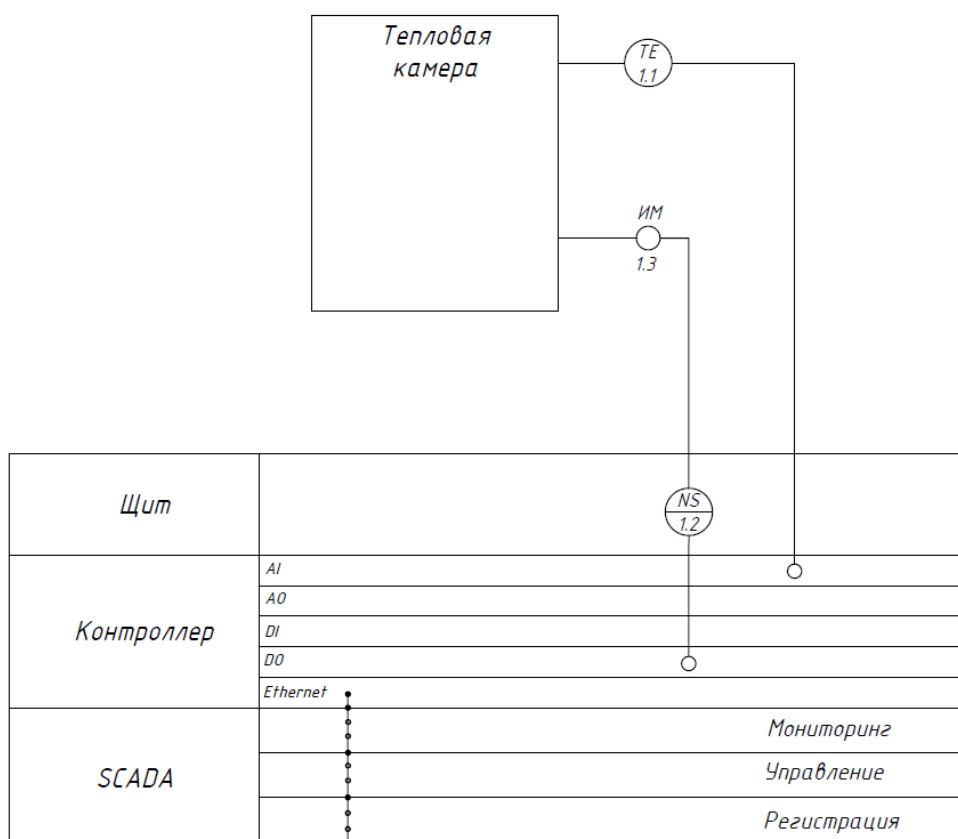 Тепловая
камера
TE
1.1
ИМ
1.3
Щит
NS
1.2
Контроллер
AI
AO
DI
DO
Ethernet
SCADA
Мониторинг
Управление
Регистрация